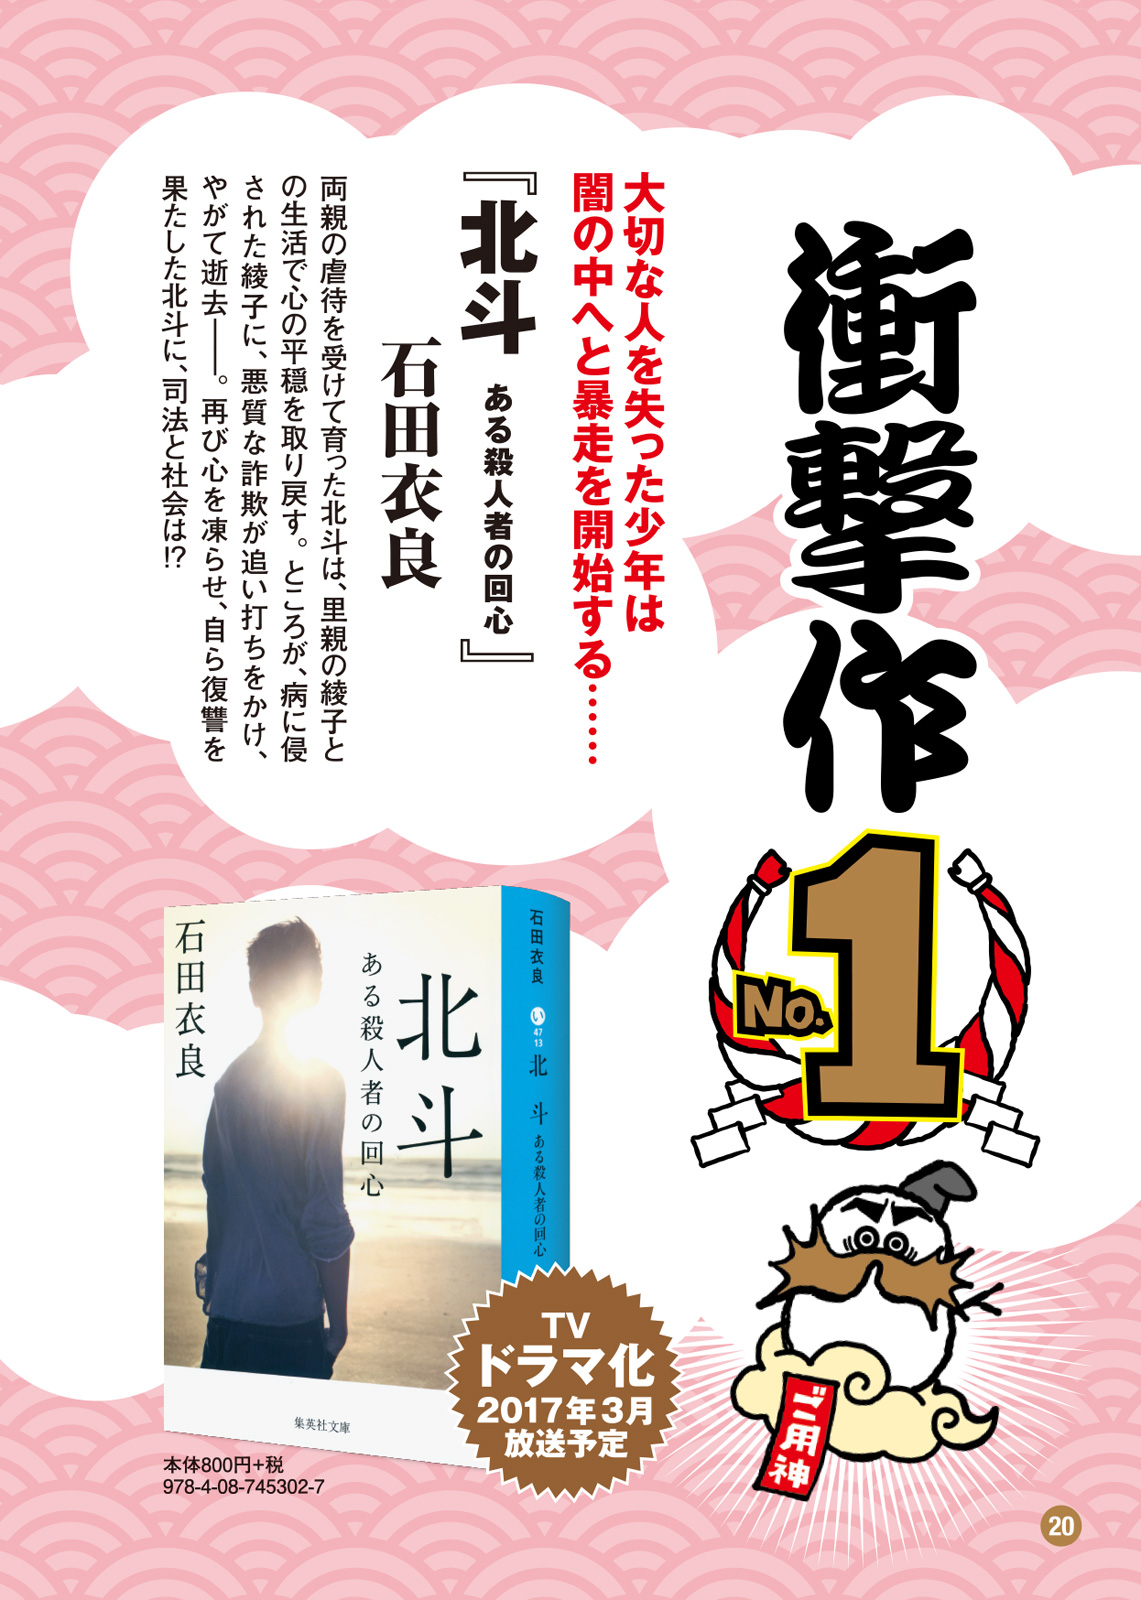 衝撃作
No.1
ご用神
大切な人を失った少年は
闇の中へと暴走を開始する……
『北斗 ある殺人者の回心』
石田衣良
両親の虐待を受けて育った北斗は、里親の綾子と
の生活で心の平穏を取り戻す。ところが、病に侵
された綾子に、悪質な詐欺が追い打ちをかけ、
やがて逝去――。再び心を凍らせ、自ら復讐を
果たした北斗に、司法と社会は!?
石田衣良
い
47
13
北斗
ある殺人者の回心
北斗
ある殺人者の回心
石田衣良
集英社文庫
TV
ドラマ化
2017年3月
放送予定
本体800円+税
978-4-08-745302-7
20